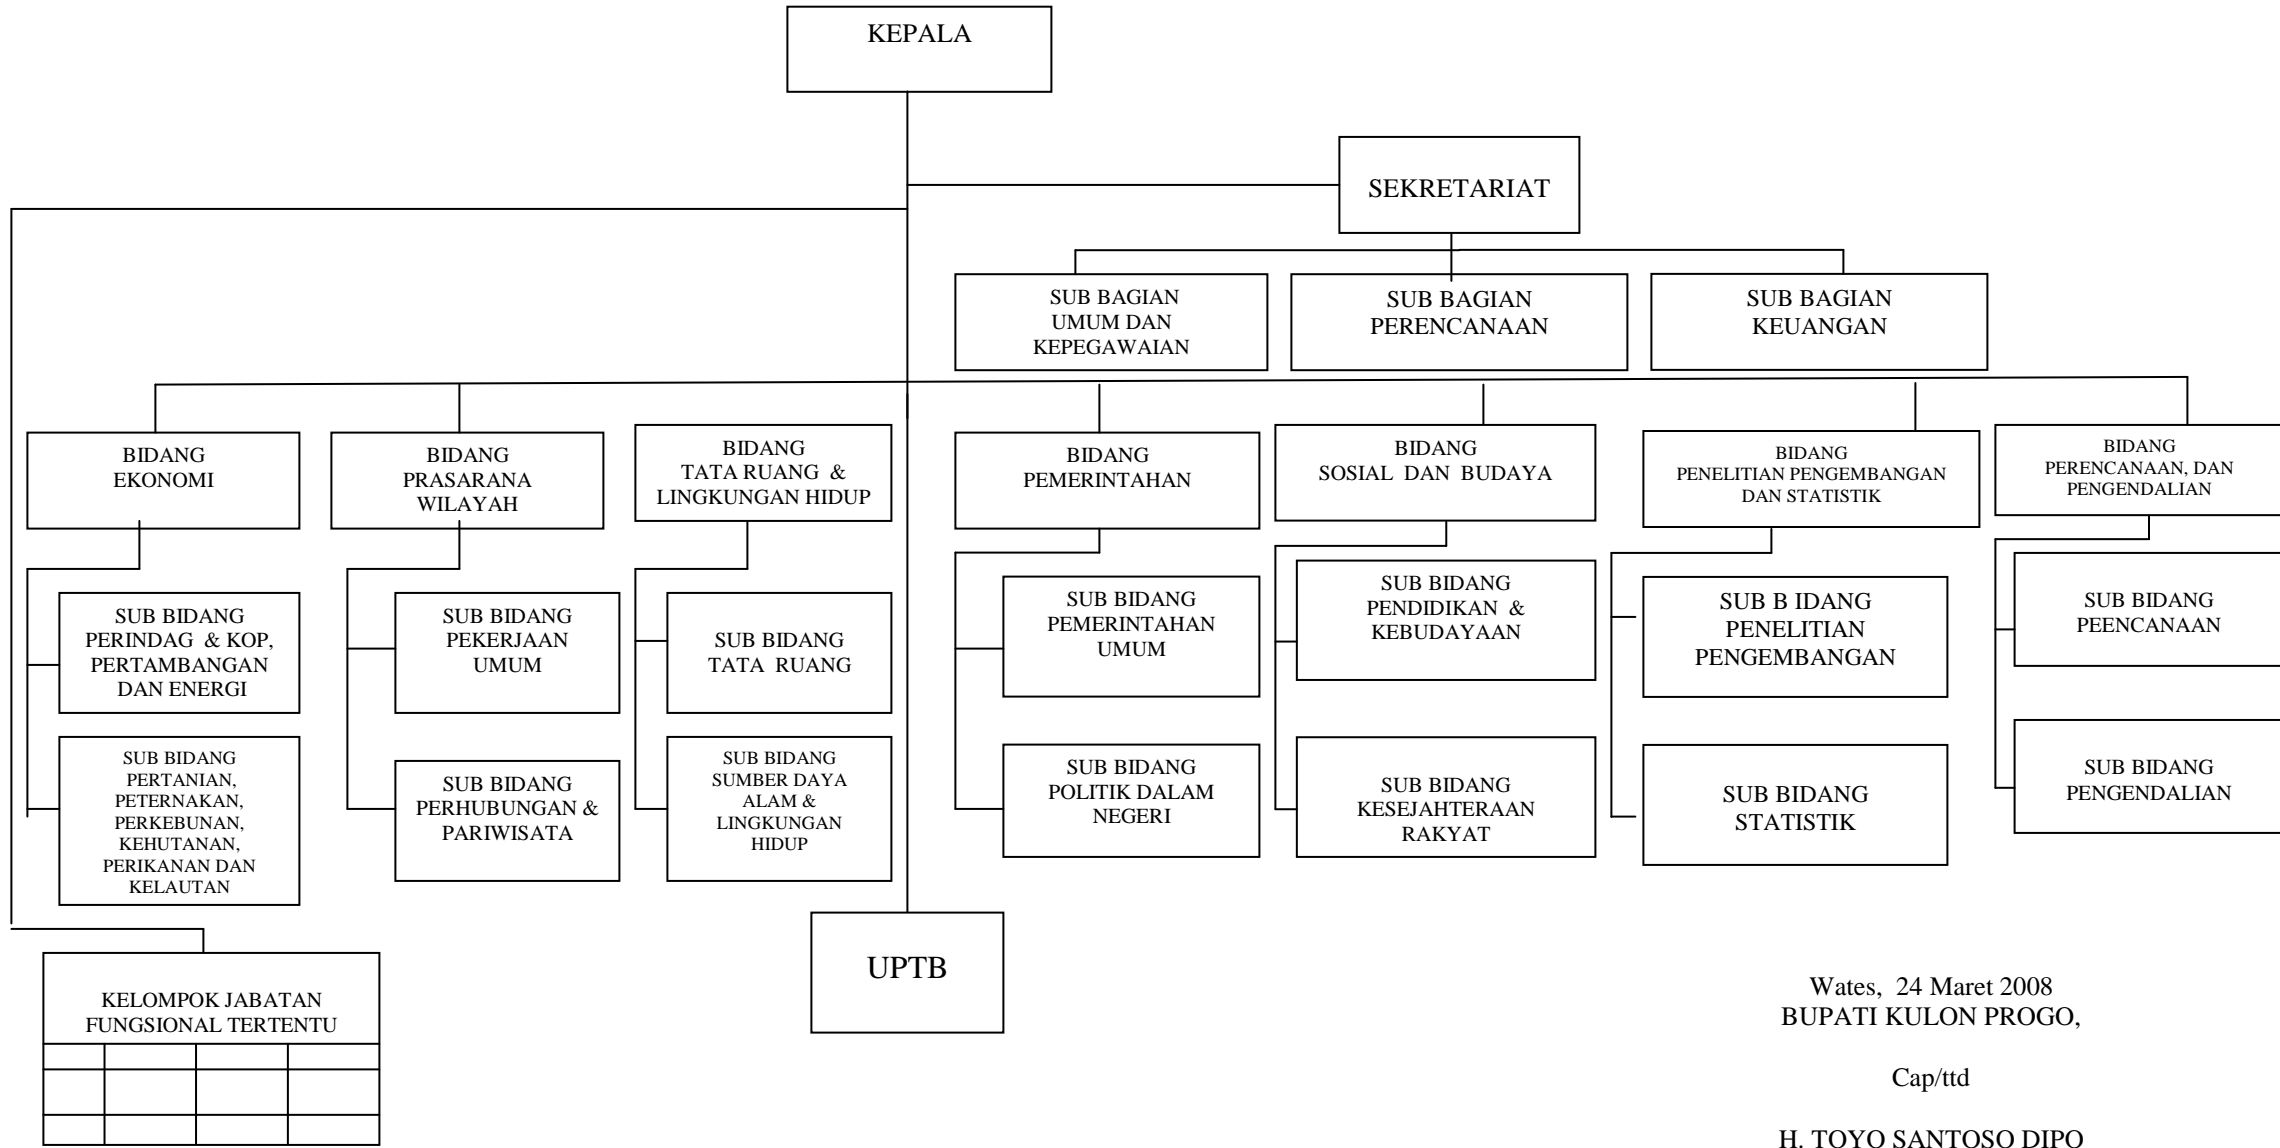 KEPALA
SEKRETARIAT
SUB BAGIAN
UMUM DAN
KEPEGAWAIAN
SUB BAGIAN
PERENCANAAN
SUB BAGIAN
KEUANGAN
BIDANG
EKONOMI
BIDANG
PRASARANA
WILAYAH
BIDANG
TATA RUANG &
LINGKUNGAN HIDUP
BIDANG
PEMERINTAHAN
BIDANG
SOSIAL DAN BUDAYA
BIDANG
PENELITIAN PENGEMBANGAN
DAN STATISTIK
BIDANG
PERENCANAAN, DAN
PENGENDALIAN
SUB BIDANG
PERINDAG & KOP,
PERTAMBANGAN
DAN ENERGI
SUB BIDANG
PEKERJAAN
UMUM
SUB BIDANG
TATA RUANG
SUB BIDANG
PEMERINTAHAN
UMUM
SUB BIDANG
PENDIDIKAN &
KEBUDAYAAN
SUB B IDANG
PENELITIAN
PENGEMBANGAN
SUB BIDANG
PEENCANAAN
SUB BIDANG
PERTANIAN,
PETERNAKAN,
PERKEBUNAN,
KEHUTANAN,
PERIKANAN DAN
KELAUTAN
SUB BIDANG
PERHUBUNGAN &
PARIWISATA
SUB BIDANG
SUMBER DAYA
ALAM &
LINGKUNGAN
HIDUP
SUB BIDANG
POLITIK DALAM
NEGERI
SUB BIDANG
KESEJAHTERAAN
RAKYAT
SUB BIDANG
STATISTIK
SUB BIDANG
PENGENDALIAN
UPTB
KELOMPOK JABATAN
FUNGSIONAL TERTENTU
Wates, 24 Maret 2008
BUPATI KULON PROGO,
Cap/ttd
H. TOYO SANTOSO DIPO